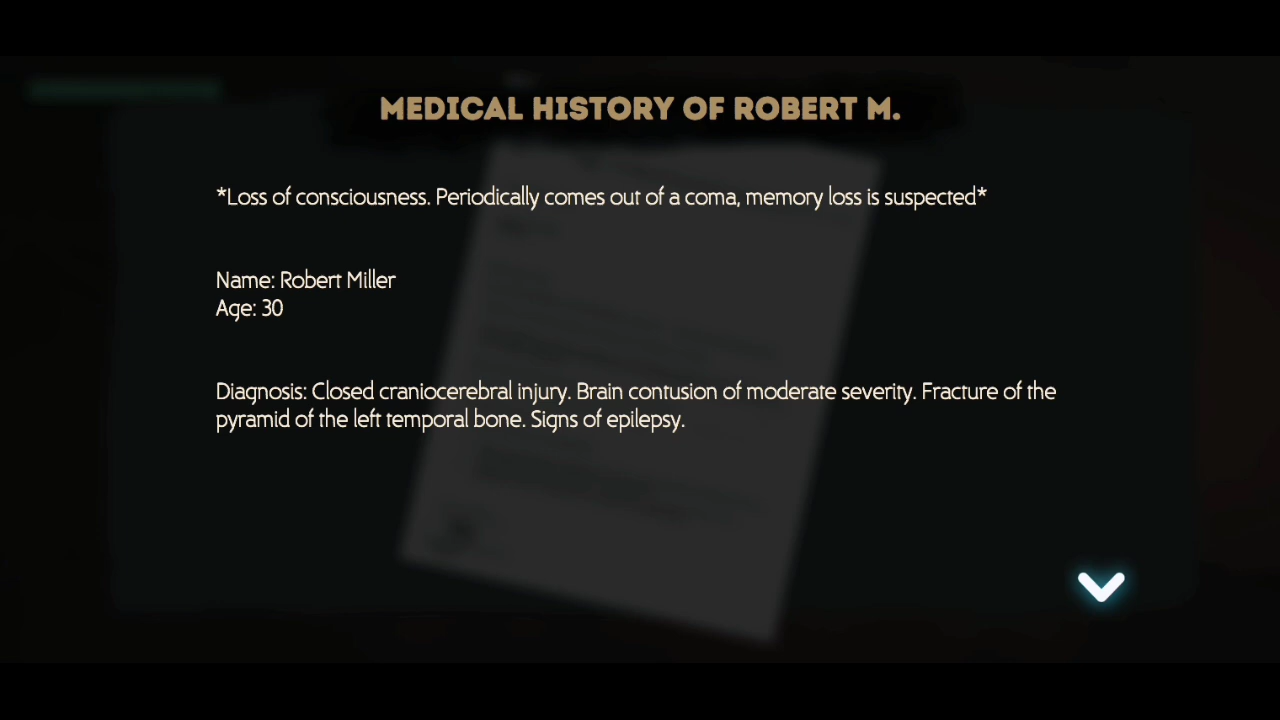 MEDICAL HISTORY OF ROBERT M.
*Loss of consciousness. Periodically comes out of a coma, memory loss is suspected*
Name: Robert Miller
Age: 30
Diagnosis: Closed craniocerebral injury. Brain contusion of moderate severity. Fracture of the
pyramid of the left temporal bone. Signs of epilepsy.